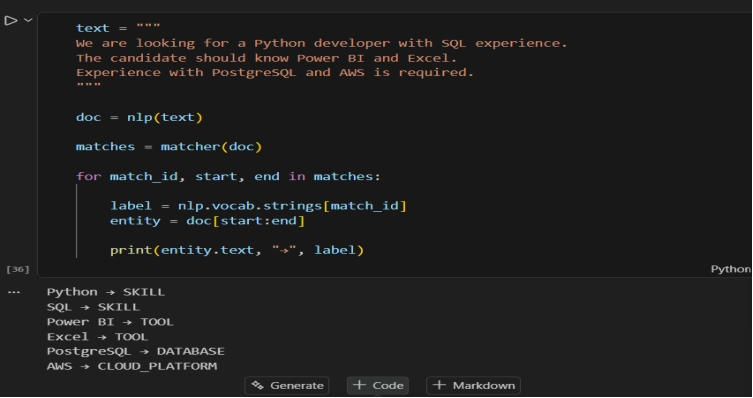 text = """
We are looking for a Python developer with SQL experience.
The candidate should know Power BI and Excel.
Experience with PostgreSQL and AWS is required.
"""
doc = nlp(text)
matches = matcher(doc)
for match_id, start, end in matches:
label = nlp.vocab.strings[match_id]
entity = doc[start:end]
print(entity.text, "→", label)
[36]
Python
... Python → SKILL
SQL → SKILL
Power BI → TOOL
Excel → TOOL
PostgreSQL → DATABASE
AWS → CLOUD_PLATFORM
Generate + Code + Markdown